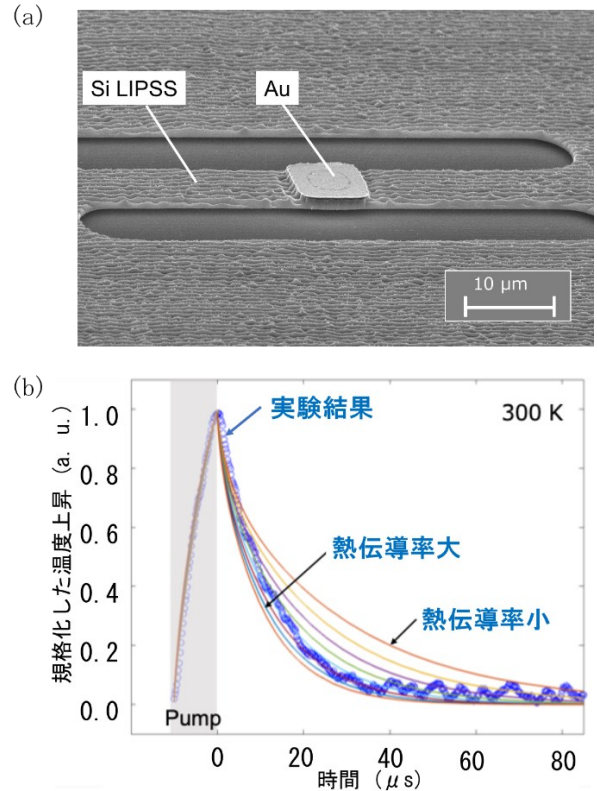 (a)
Si LIPSS
Au
10 μm
(b)
300 K
実験結果
熱伝導率大
熱伝導率小
Pump
規格化した温度上昇 (a. u.)
1.0
0.8
0.6
0.4
0.2
0.0
0
20
40
60
80
時間 (μs)